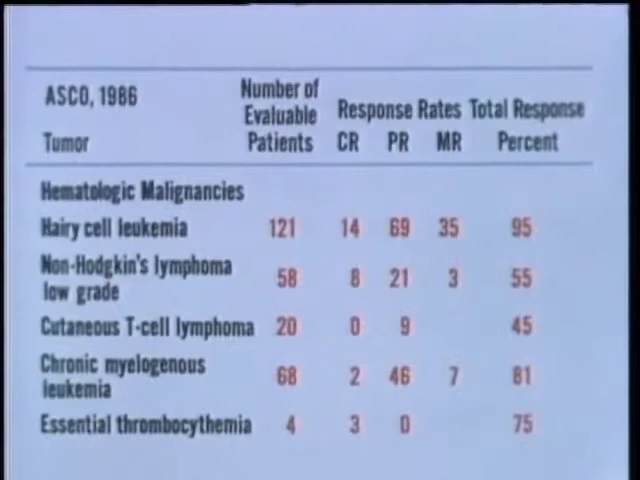 ASCO, 1986
Number of Evaluable Patients
Response Rates
Total Response Percent
Tumor
CR PR MR
Hematologic Malignancies
Hairy cell leukemia 121 14 69 35 95
Non-Hodgkin's lymphoma
low grade 58 8 21 3 55
Cutaneous T-cell lymphoma 20 0 9 45
Chronic myelogenous
leukemia 68 2 46 7 81
Essential thrombocythemia 4 3 0 75